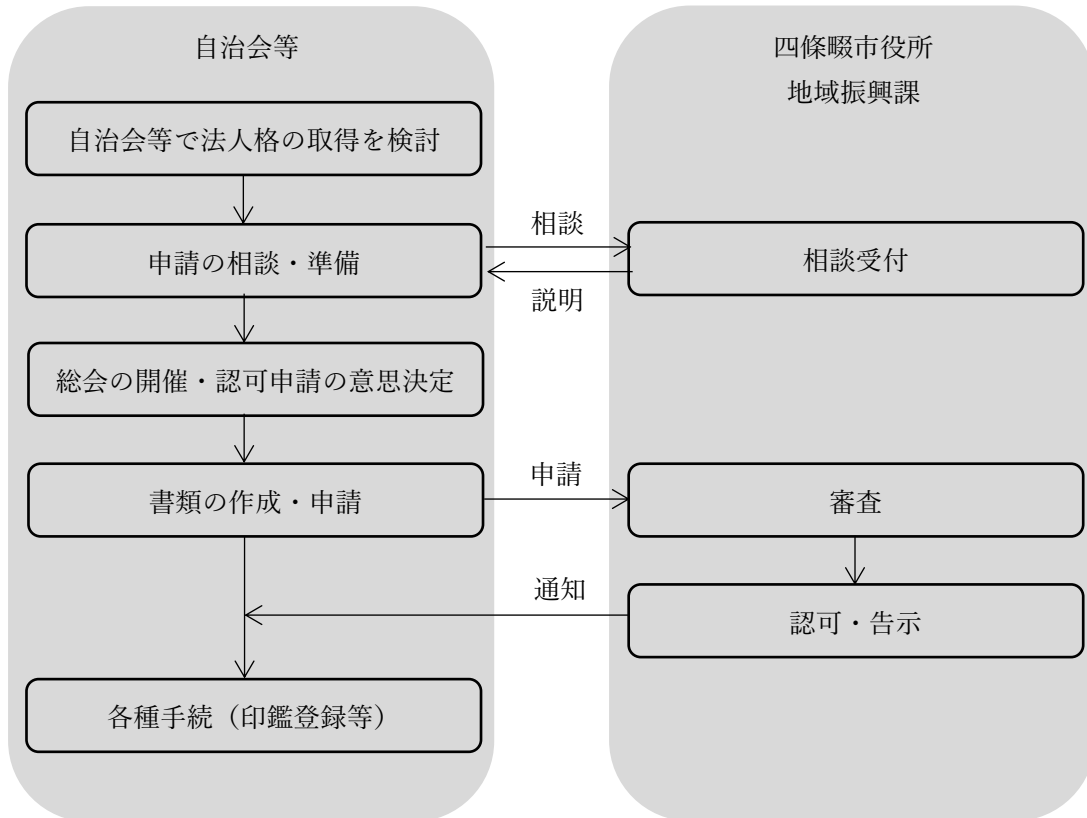 自治会等
四條畷市役所
地域振興課
自治会等で法人格の取得を検討
申請の相談・準備
相談
説明
相談受付
総会の開催・認可申請の意思決定
書類の作成・申請
申請
審査
通知
認可・告示
各種手続（印鑑登録等）